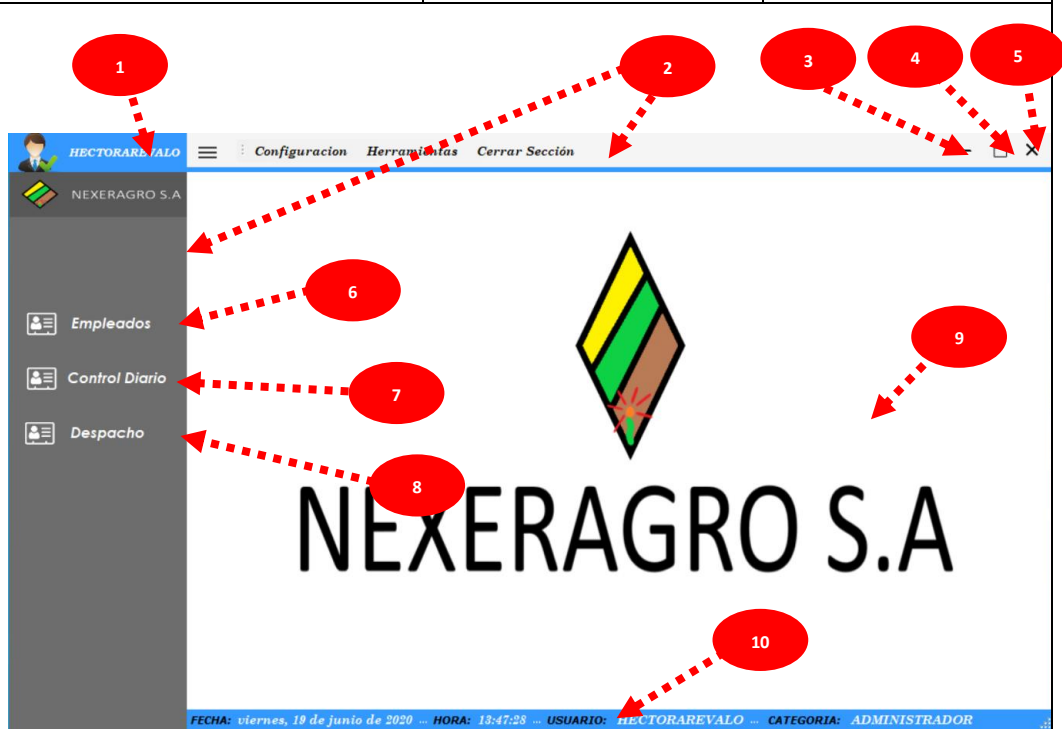 1
2
3
4
5
HECTORAREVALO
Configuracion Herramientas Cerrar Sección
NEXERAGRO S.A
6
Empleados
9
Control Diario
7
Despacho
8
NEXERAGRO S.A
10
FECHA: viernes, 19 de junio de 2020 ... HORA: 13:47:28 ... USUARIO: HECTORAREVALO ... CATEGORIA: ADMINISTRADOR